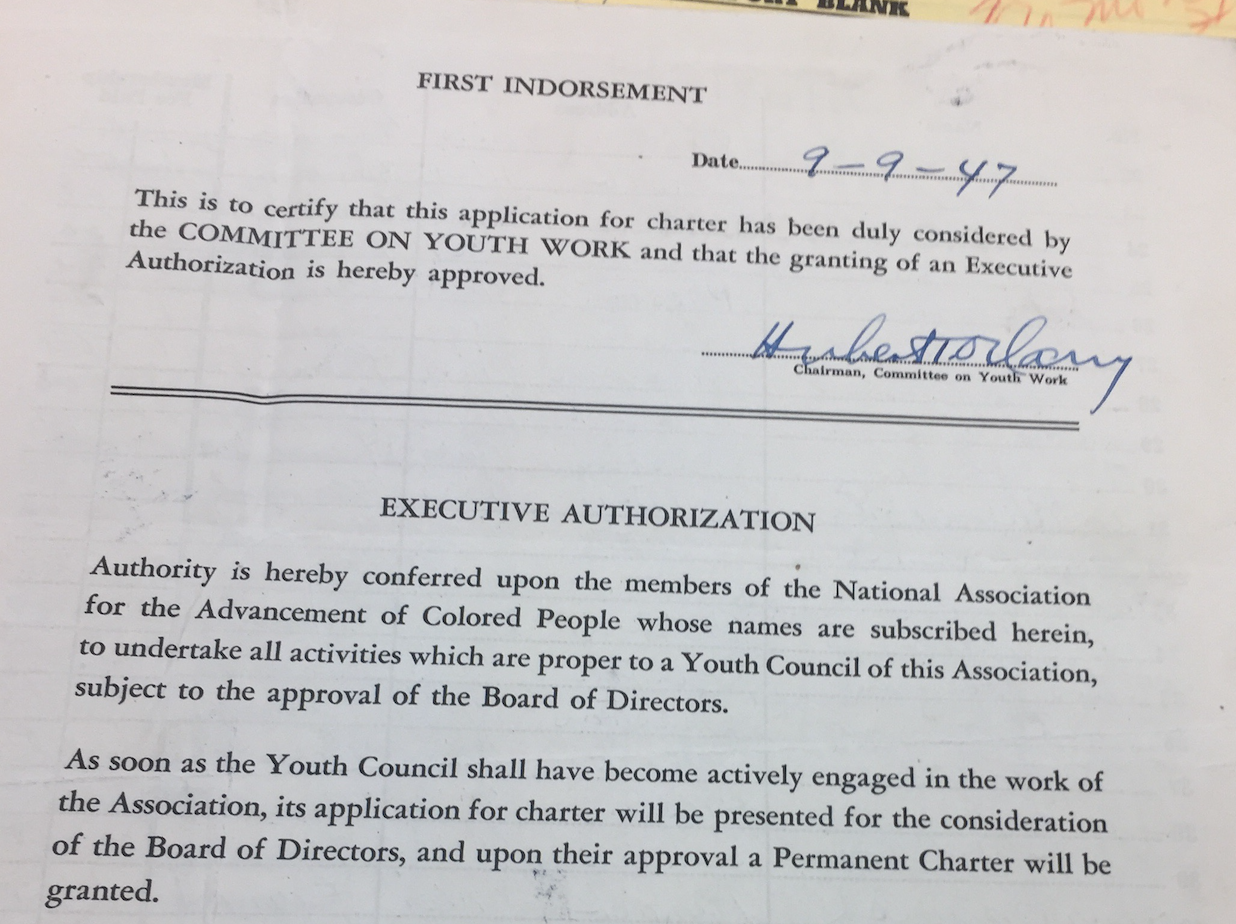 BLANK
FIRST INDORSEMENT
Date 9-9-47
This is to certify that this application for charter has been duly considered by
the COMMITTEE ON YOUTH WORK and that the granting of an Executive
Authorization is hereby approved.
Chairman, Committee on Youth Work
EXECUTIVE AUTHORIZATION
Authority is hereby conferred upon the members of the National Association
for the Advancement of Colored People whose names are subscribed herein,
to undertake all activities which are proper to a Youth Council of this Association,
subject to the approval of the Board of Directors.
As soon as the Youth Council shall have become actively engaged in the work of
the Association, its application for charter will be presented for the consideration
of the Board of Directors, and upon their approval a Permanent Charter will be
granted.